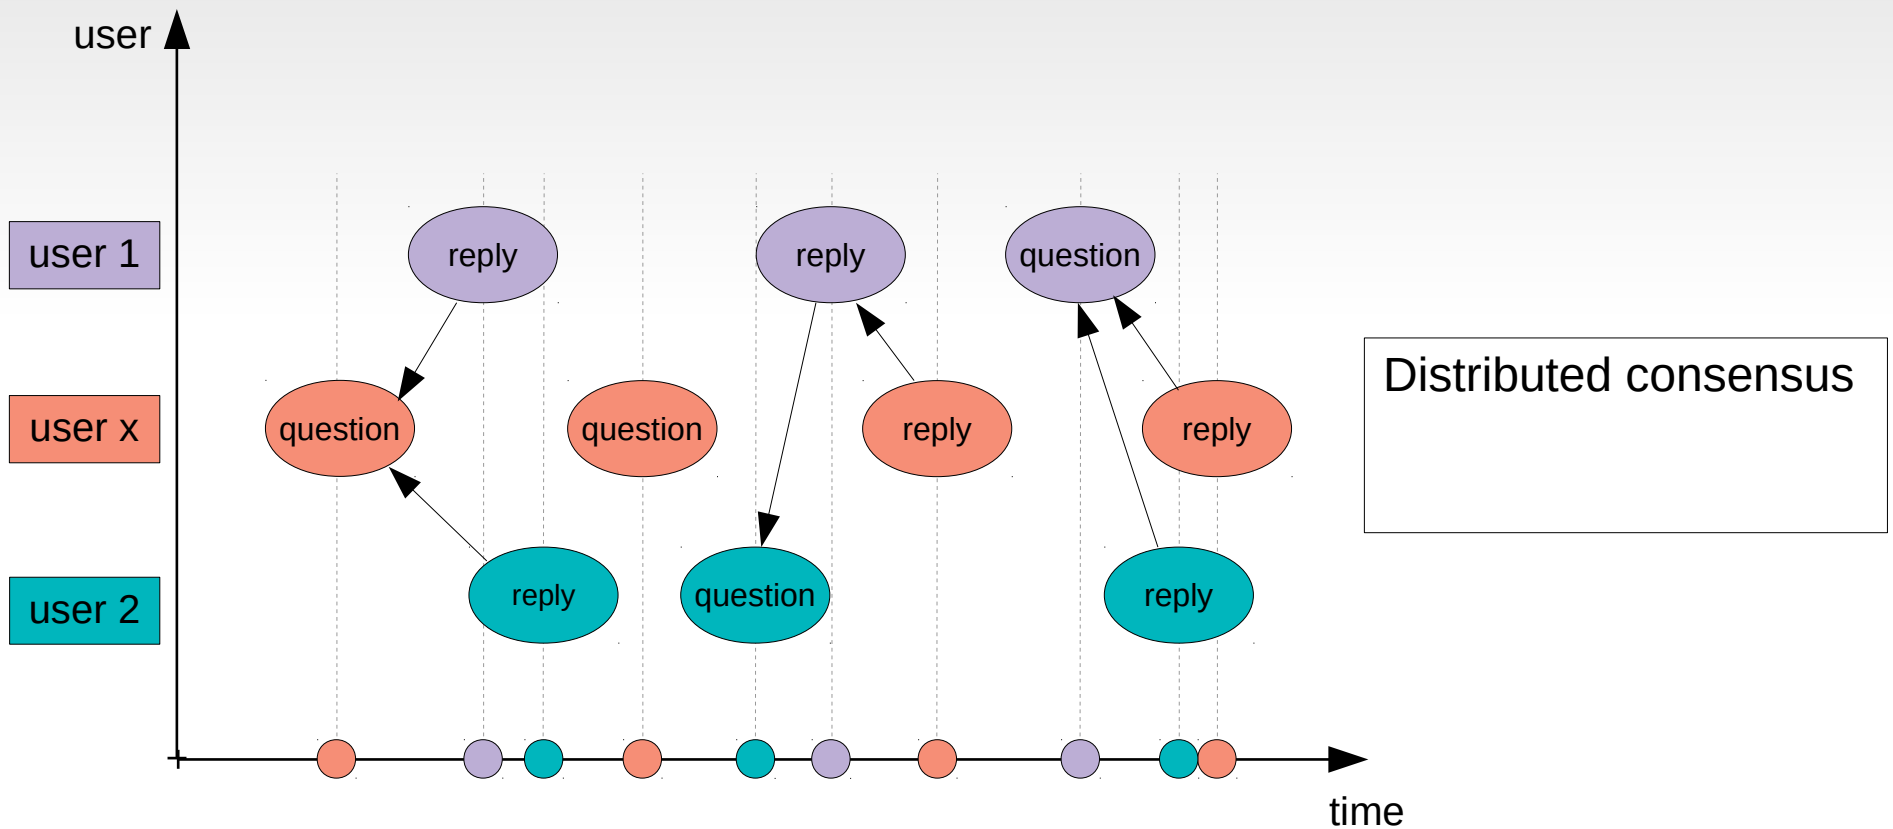 user
user 1
reply
reply
question
Distributed consensus
user x
question
question
reply
reply
user 2
reply
question
reply
time